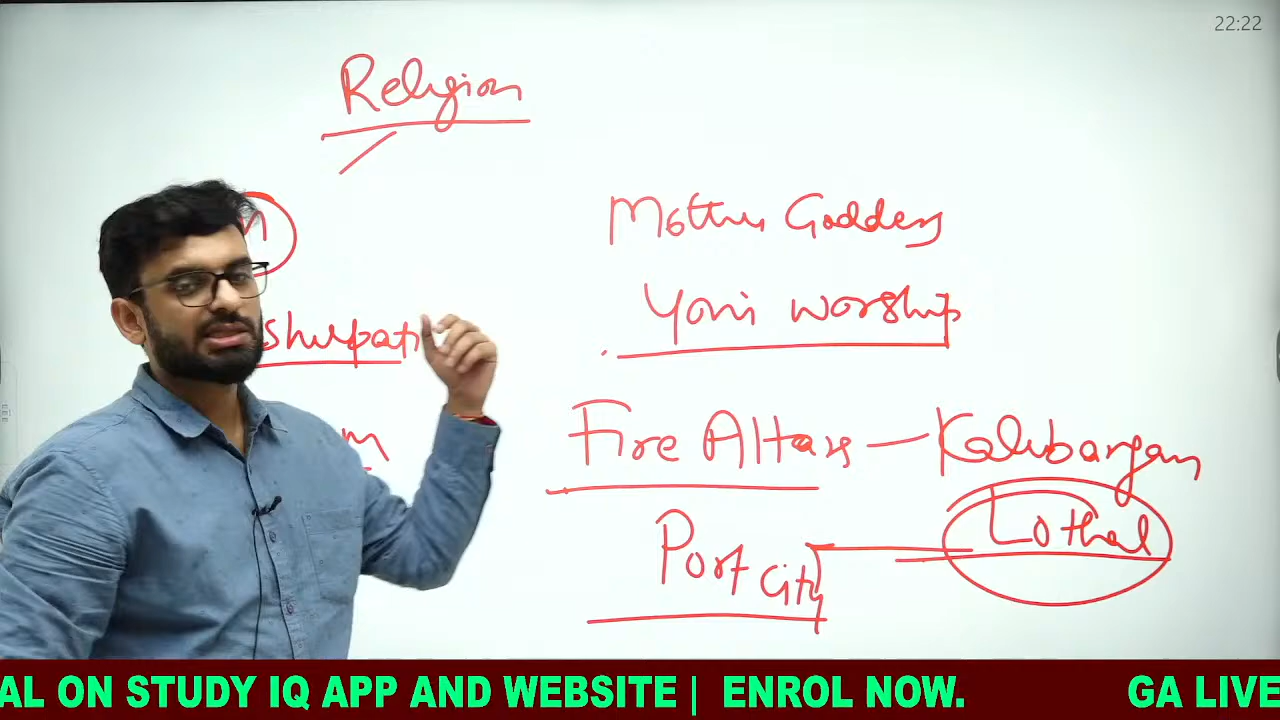 22:22
Religion
Mother Goddess
Yoni worship
shupati
Fire Altars — Kalibangan
Lothal
Port City
AL ON STUDY IQ APP AND WEBSITE | ENROL NOW. GA LIVE